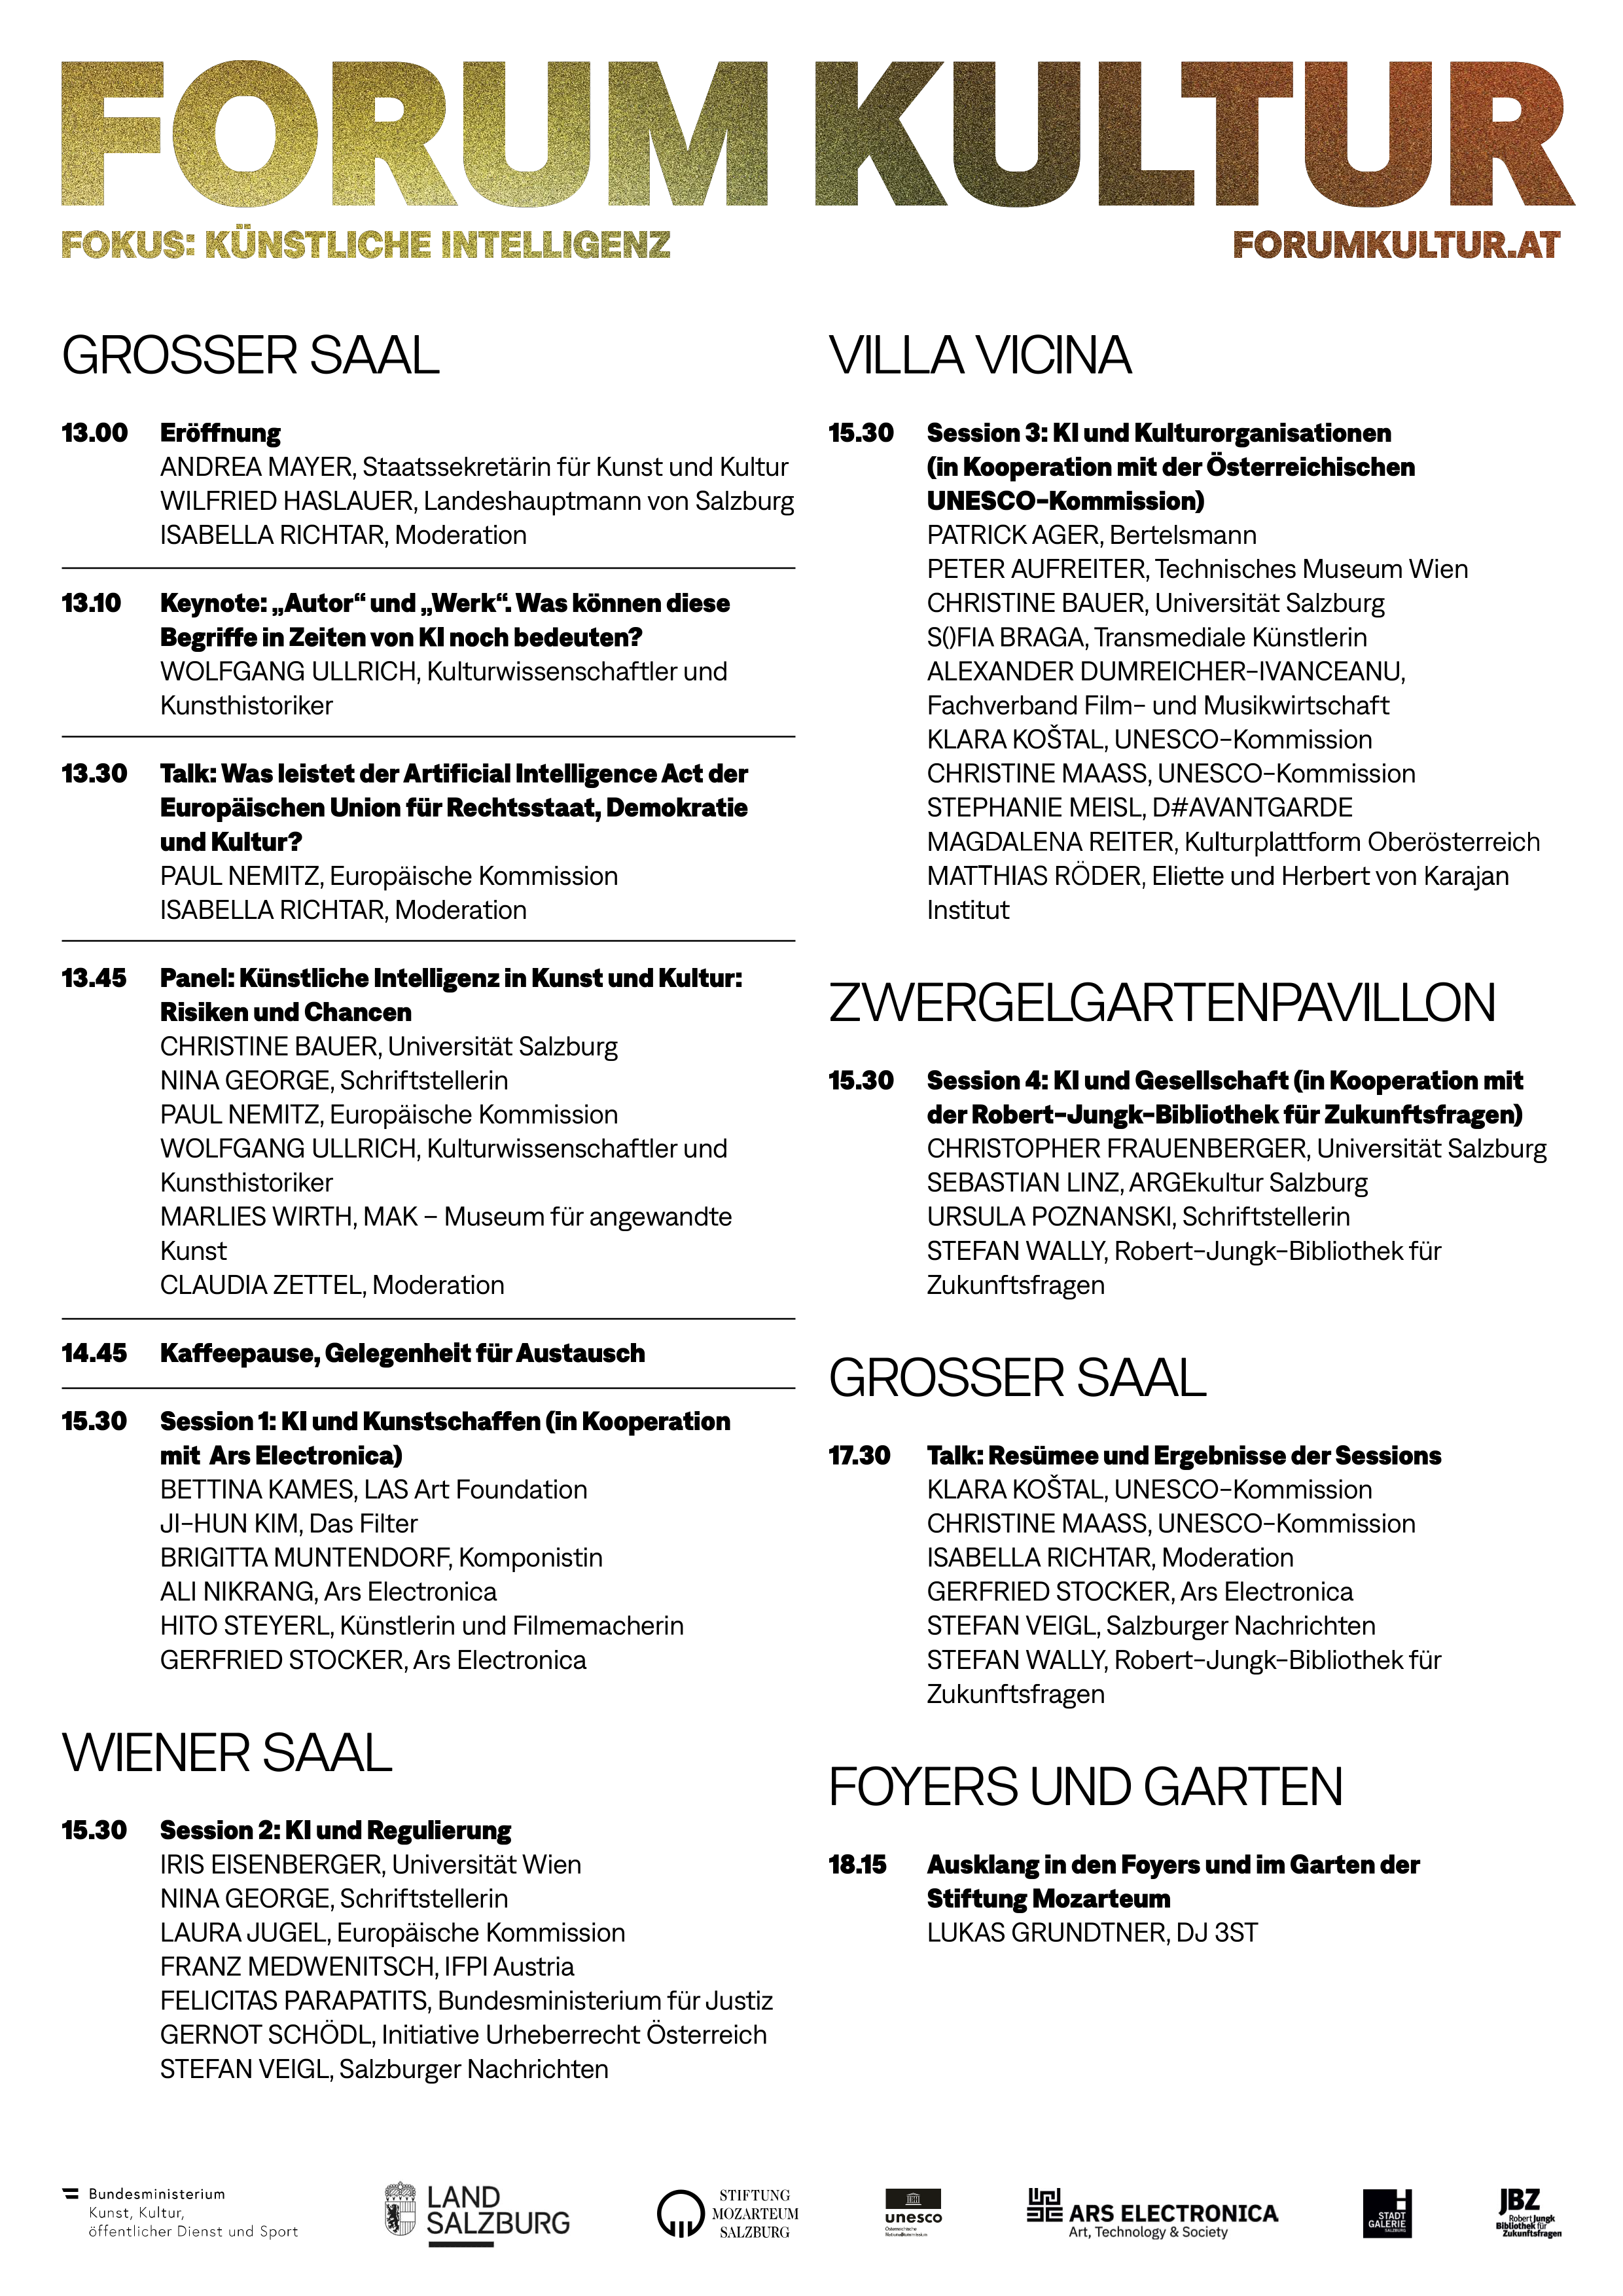 FORUM KULTUR
FOKUS: KÜNSTLICHE INTELLIGENZ
FORUMKULTUR.AT
GROSSER SAAL
13.00 Eröffnung
ANDREA MAYER, Staatssekretärin für Kunst und Kultur
WILFRIED HASLAUER, Landeshauptmann von Salzburg
ISABELLA RICHTAR, Moderation
13.10 Keynote: „Autor“ und „Werk“. Was können diese
Begriffe in Zeiten von KI noch bedeuten?
WOLFGANG ULLRICH, Kulturwissenschaftler und
Kunsthistoriker
13.30 Talk: Was leistet der Artificial Intelligence Act der
Europäischen Union für Rechtsstaat, Demokratie
und Kultur?
PAUL NEMITZ, Europäische Kommission
ISABELLA RICHTAR, Moderation
13.45 Panel: Künstliche Intelligenz in Kunst und Kultur:
Risiken und Chancen
CHRISTINE BAUER, Universität Salzburg
NINA GEORGE, Schriftstellerin
PAUL NEMITZ, Europäische Kommission
WOLFGANG ULLRICH, Kulturwissenschaftler und
Kunsthistoriker
MARLIES WIRTH, MAK – Museum für angewandte
Kunst
CLAUDIA ZETTEL, Moderation
14.45 Kaffeepause, Gelegenheit für Austausch
15.30 Session 1: KI und Kunstschaffen (in Kooperation
mit Ars Electronica)
BETTINA KAMES, LAS Art Foundation
JI-HUN KIM, Das Filter
BRIGITTA MUNTENDORF, Komponistin
ALI NIKRANG, Ars Electronica
HITO STEYERL, Künstlerin und Filmemacherin
GERFRIED STOCKER, Ars Electronica
WIENER SAAL
15.30 Session 2: KI und Regulierung
IRIS EISENBERGER, Universität Wien
NINA GEORGE, Schriftstellerin
LAURA JUGEL, Europäische Kommission
FRANZ MEDWENITSCH, IFPI Austria
FELICITAS PARAPATITS, Bundesministerium für Justiz
GERNOT SCHÖDL, Initiative Urheberrecht Österreich
STEFAN VEIGL, Salzburger Nachrichten
VILLA VICINA
15.30 Session 3: KI und Kulturorganisationen
(in Kooperation mit der Österreichischen
UNESCO-Kommission)
PATRICK AGER, Bertelsmann
PETER AUFREITER, Technisches Museum Wien
CHRISTINE BAUER, Universität Salzburg
S()FIA BRAGA, Transmediale Künstlerin
ALEXANDER DUMREICHER-IVANCEANU,
Fachverband Film- und Musikwirtschaft
KLARA KOŠTAL, UNESCO-Kommission
CHRISTINE MAASS, UNESCO-Kommission
STEPHANIE MEISL, D#AVANTGARDE
MAGDALENA REITER, Kulturplattform Oberösterreich
MATTHIAS RÖDER, Eliette und Herbert von Karajan
Institut
ZWERGELGARTENPAVILLON
15.30 Session 4: KI und Gesellschaft (in Kooperation mit
der Robert-Jungk-Bibliothek für Zukunftsfragen)
CHRISTOPHER FRAUENBERGER, Universität Salzburg
SEBASTIAN LINZ, ARGEkultur Salzburg
URSULA POZNANSKI, Schriftstellerin
STEFAN WALLY, Robert-Jungk-Bibliothek für
Zukunftsfragen
GROSSER SAAL
17.30 Talk: Resümee und Ergebnisse der Sessions
KLARA KOŠTAL, UNESCO-Kommission
CHRISTINE MAASS, UNESCO-Kommission
ISABELLA RICHTAR, Moderation
GERFRIED STOCKER, Ars Electronica
STEFAN VEIGL, Salzburger Nachrichten
STEFAN WALLY, Robert-Jungk-Bibliothek für
Zukunftsfragen
FOYERS UND GARTEN
18.15 Ausklang in den Foyers und im Garten der
Stiftung Mozarteum
LUKAS GRUNDTNER, DJ 3ST
Bundesministerium
Kunst, Kultur,
öffentlicher Dienst und Sport
LAND
SALZBURG
STIFTUNG
MOZARTEUM
SALZBURG
unesco
ARS ELECTRONICA
Art, Technology & Society
STADT
GALERIE
SALZBURG
JBZ
Robert Jungk
Bibliothek für
Zukunftsfragen